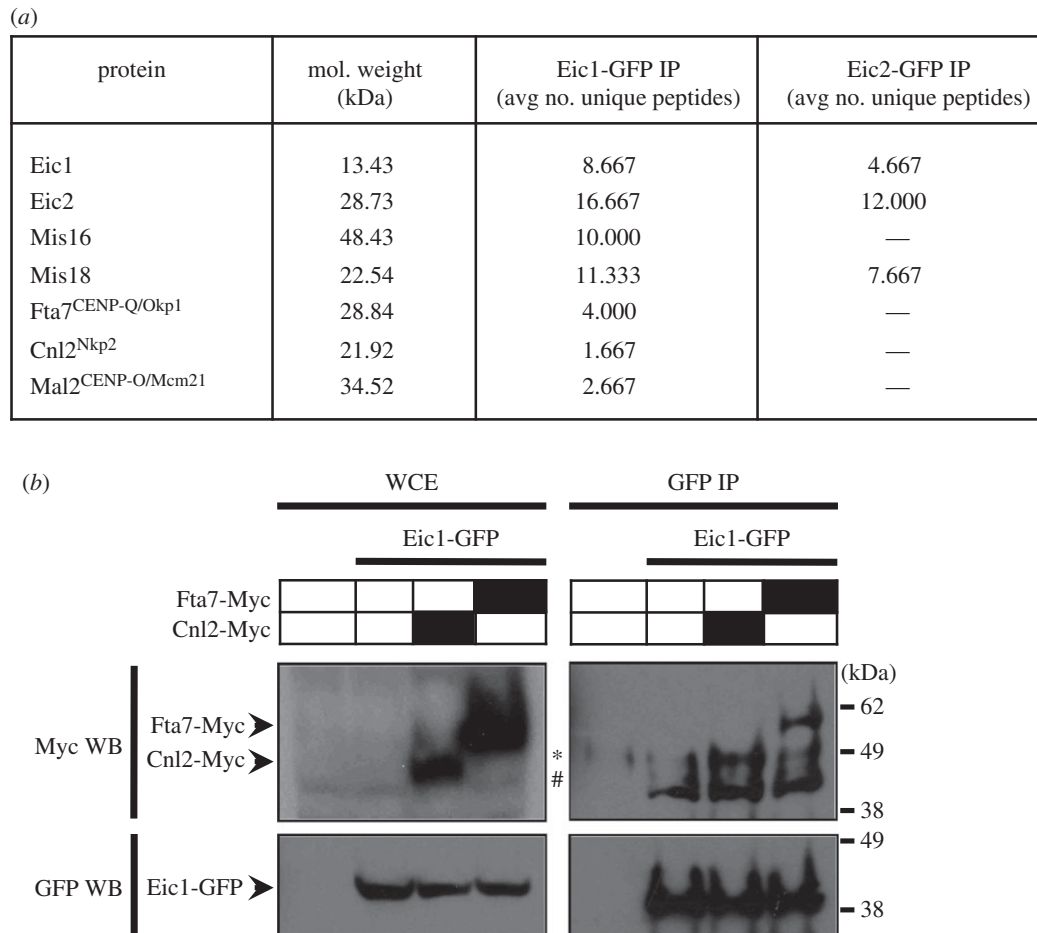 (a)
protein mol. weight (kDa) Eic1-GFP IP (avg no. unique peptides) Eic2-GFP IP (avg no. unique peptides)
Eic1 13.43 8.667 4.667
Eic2 28.73 16.667 12.000
Mis16 48.43 10.000 —
Mis18 22.54 11.333 7.667
Fta7CENP-Q/Okp1 28.84 4.000 —
Cnl2Nkp2 21.92 1.667 —
Mal2CENP-O/Mcm21 34.52 2.667 —
(b)
WCE GFP IP
Eic1-GFP Eic1-GFP
Fta7-Myc
Cnl2-Myc
(kDa)
Fta7-Myc 62
Myc WB Cnl2-Myc * 49
#
38
49
GFP WB Eic1-GFP
38